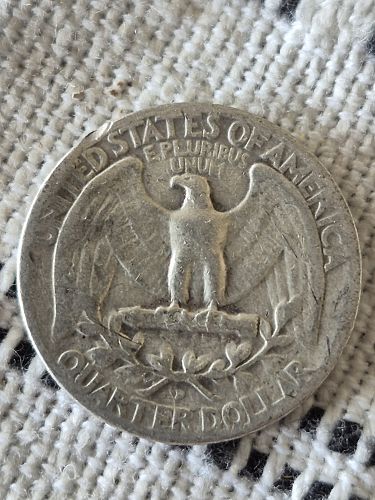 UNITED STATES OF AMERICA
E PLURIBUS
UNUM
QUARTER DOLLAR